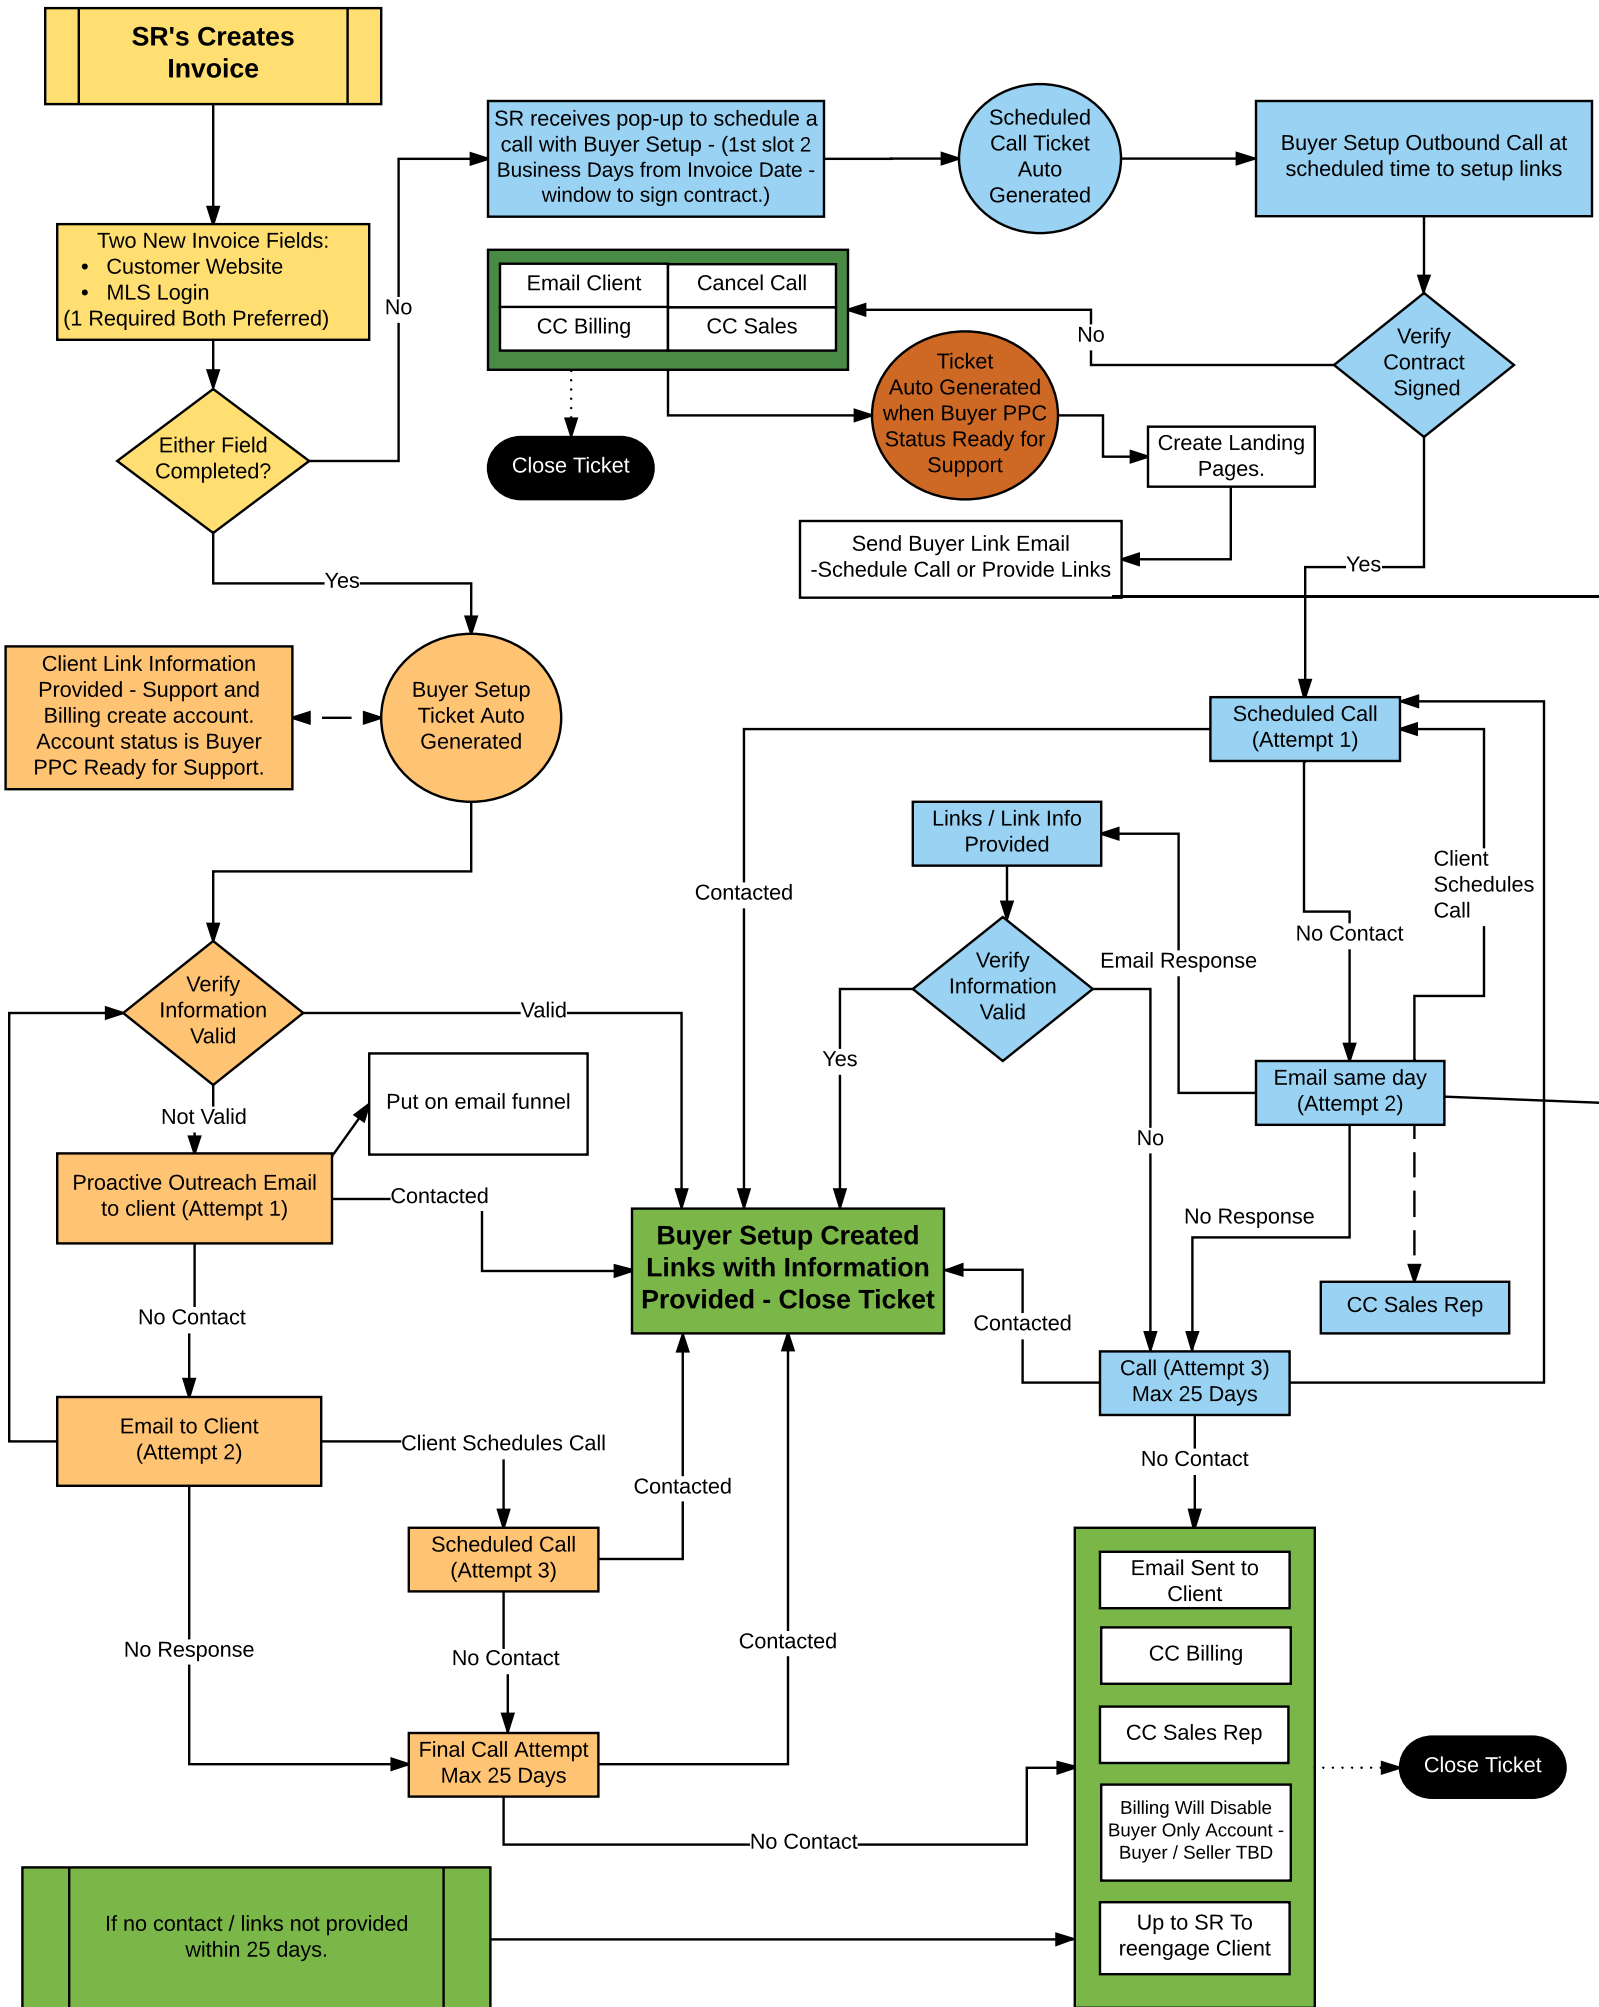 SR's Creates
Invoice
SR receives pop-up to schedule a
call with Buyer Setup - (1st slot 2
Business Days from Invoice Date -
window to sign contract.)
Scheduled
Call Ticket
Auto
Generated
Buyer Setup Outbound Call at
scheduled time to setup links
Two New Invoice Fields:
• Customer Website
• MLS Login
(1 Required Both Preferred)
No
Email Client
Cancel Call
CC Billing
CC Sales
No
Verify
Contract
Signed
Ticket
Auto Generated
when Buyer PPC
Status Ready for
Support
Either Field
Completed?
Close Ticket
Create Landing
Pages.
Send Buyer Link Email
-Schedule Call or Provide Links
Yes
Yes
Client Link Information
Provided - Support and
Billing create account.
Account status is Buyer
PPC Ready for Support.
Buyer Setup
Ticket Auto
Generated
Scheduled Call
(Attempt 1)
Links / Link Info
Provided
Contacted
Client
Schedules
Call
No Contact
Email Response
Verify
Information
Valid
Verify
Information
Valid
Valid
Yes
Email same day
(Attempt 2)
Put on email funnel
Not Valid
No
Proactive Outreach Email
to client (Attempt 1)
Contacted
No Response
Buyer Setup Created
Links with Information
Provided - Close Ticket
CC Sales Rep
No Contact
Contacted
Call (Attempt 3)
Max 25 Days
Email to Client
(Attempt 2)
Client Schedules Call
No Contact
Contacted
Scheduled Call
(Attempt 3)
Email Sent to
Client
No Response
No Contact
Contacted
CC Billing
CC Sales Rep
Final Call Attempt
Max 25 Days
Close Ticket
Billing Will Disable
Buyer Only Account -
Buyer / Seller TBD
No Contact
If no contact / links not provided
within 25 days.
Up to SR To
reengage Client